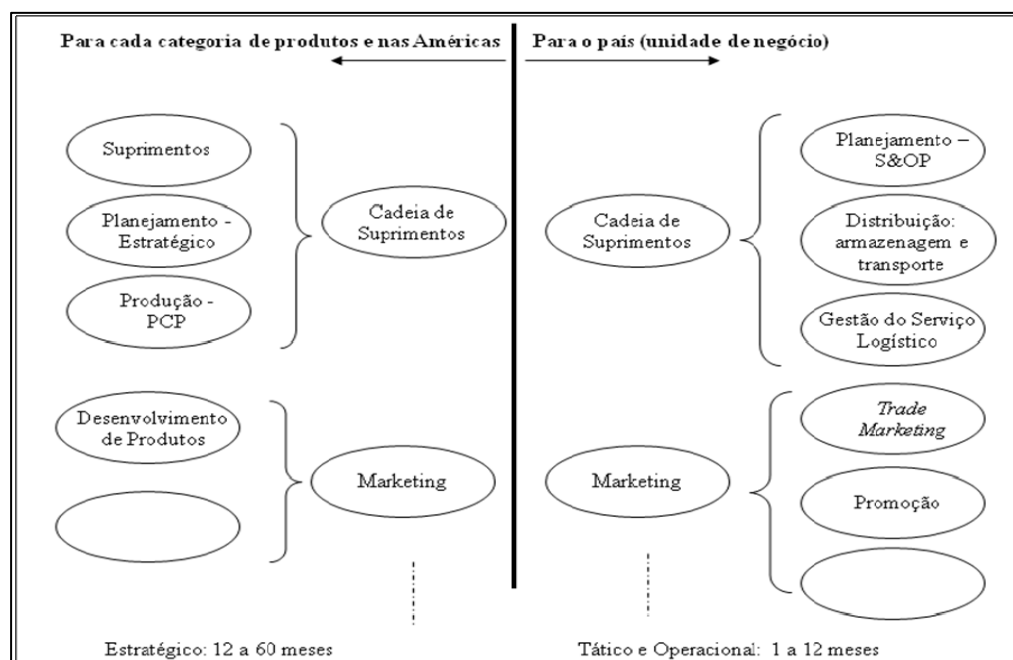 Para cada categoria de produtos e nas Américas
Para o país (unidade de negócio)
Suprimentos
Planejamento -
Estratégico
Produção -
PCP
Cadeia de
Suprimentos
Desenvolvimento
de Produtos
Marketing
Cadeia de
Suprimentos
Planejamento –
S&OP
Distribuição:
armazenagem e
transporte
Gestão do Serviço
Logístico
Marketing
Trade
Marketing
Promoção
Estratégico: 12 a 60 meses
Tático e Operacional: 1 a 12 meses